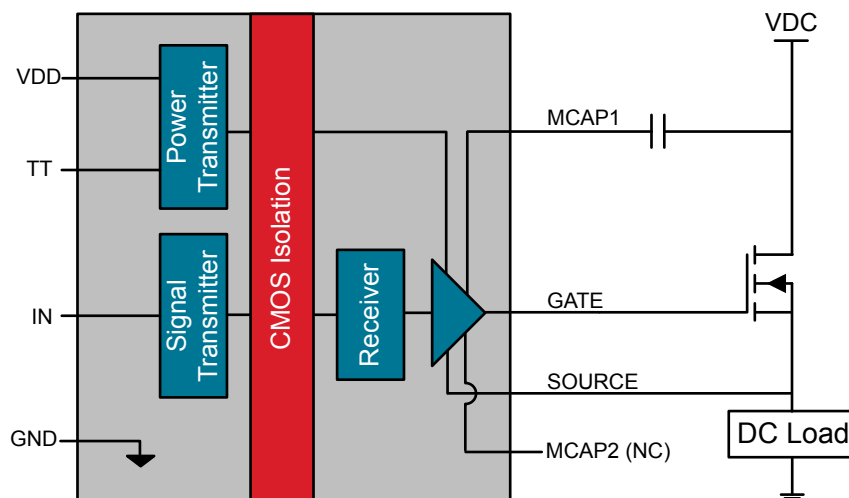 VDC
VDD
Power
Transmitter
MCAP1
TT
CMOS Isolation
Signal
Transmitter
Receiver
IN
GATE
SOURCE
GND
DC Load
MCAP2 (NC)